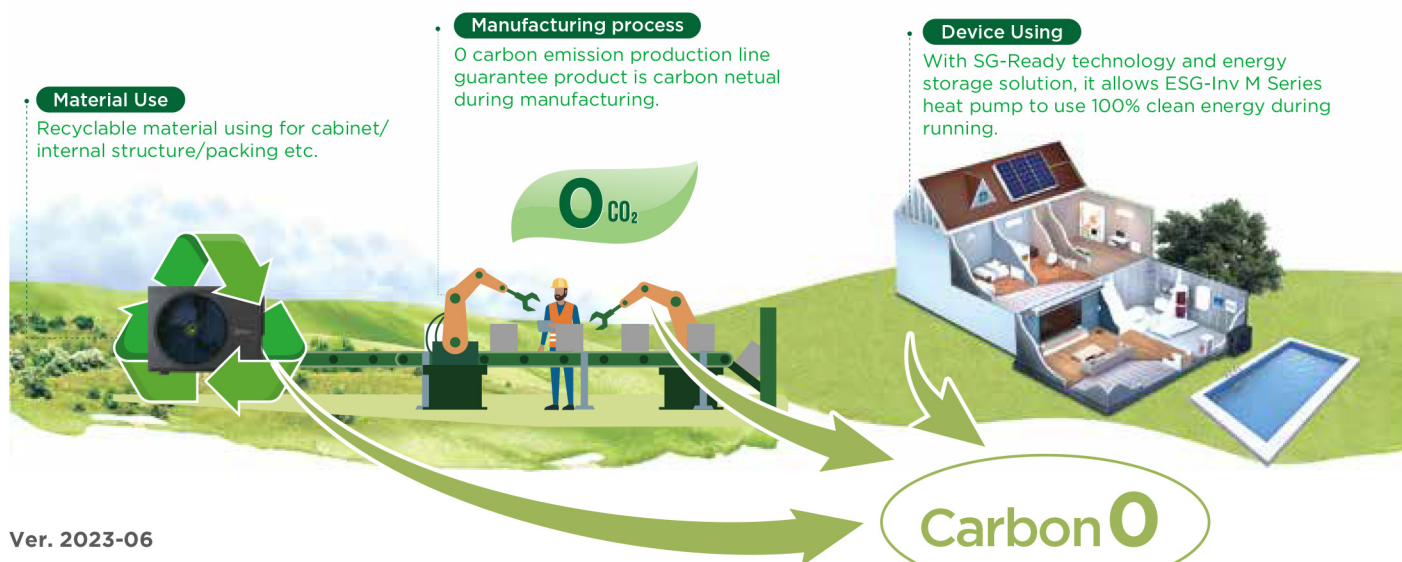 Material Use
Recyclable material using for cabinet/
internal structure/packing etc.
Manufacturing process
0 carbon emission production line
guarantee product is carbon netual
during manufacturing.
Device Using
With SG-Ready technology and energy
storage solution, it allows ESG-Inv M Series
heat pump to use 100% clean energy during
running.
0 CO₂
Carbon 0
Ver. 2023-06